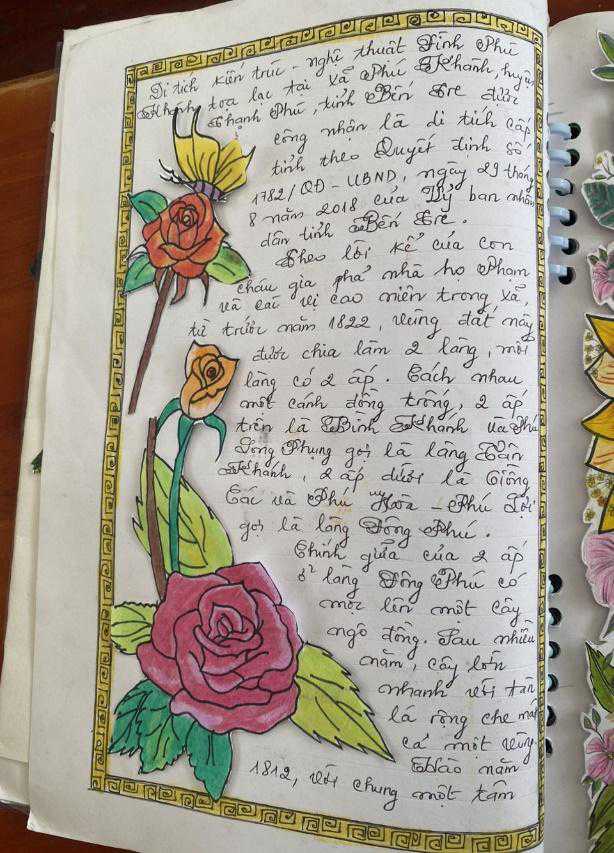 Di tích kiến trúc - nghệ thuật Đình Phú
Khánh tọa lạc tại xã Phú Khánh, huyện
Thạnh Phú, tỉnh Bến Tre được
công nhận là di tích cấp
tỉnh theo Quyết định số
1782/QĐ-UBND, ngày 29 tháng
8 năm 2018 của Uỷ ban nhân
dân tỉnh Bến Tre.
Theo lời kể của con
cháu gia phả nhà họ Phạm
và các vị cao niên trong xã,
từ trước năm 1822, vùng đất này
được chia làm 2 làng, mỗi
làng có 2 ấp. Cách nhau
một cánh đồng trống, 2 ấp
trên là Bình Khánh và Phú
Long Phụng gọi là làng
Khánh, 2 ấp dưới là Giồng
Cát và Phú Hòa - Phú Lợi
gọi là làng Đông Phú.
Chính giữa của 2 ấp
ở làng Đông Phú có
mọc lên một cây
ngô đồng. Sau nhiều
năm, cây lớn
nhanh với tán
lá rộng che mát
cả một vùng.
Vào năm
1812, với chung một tâm